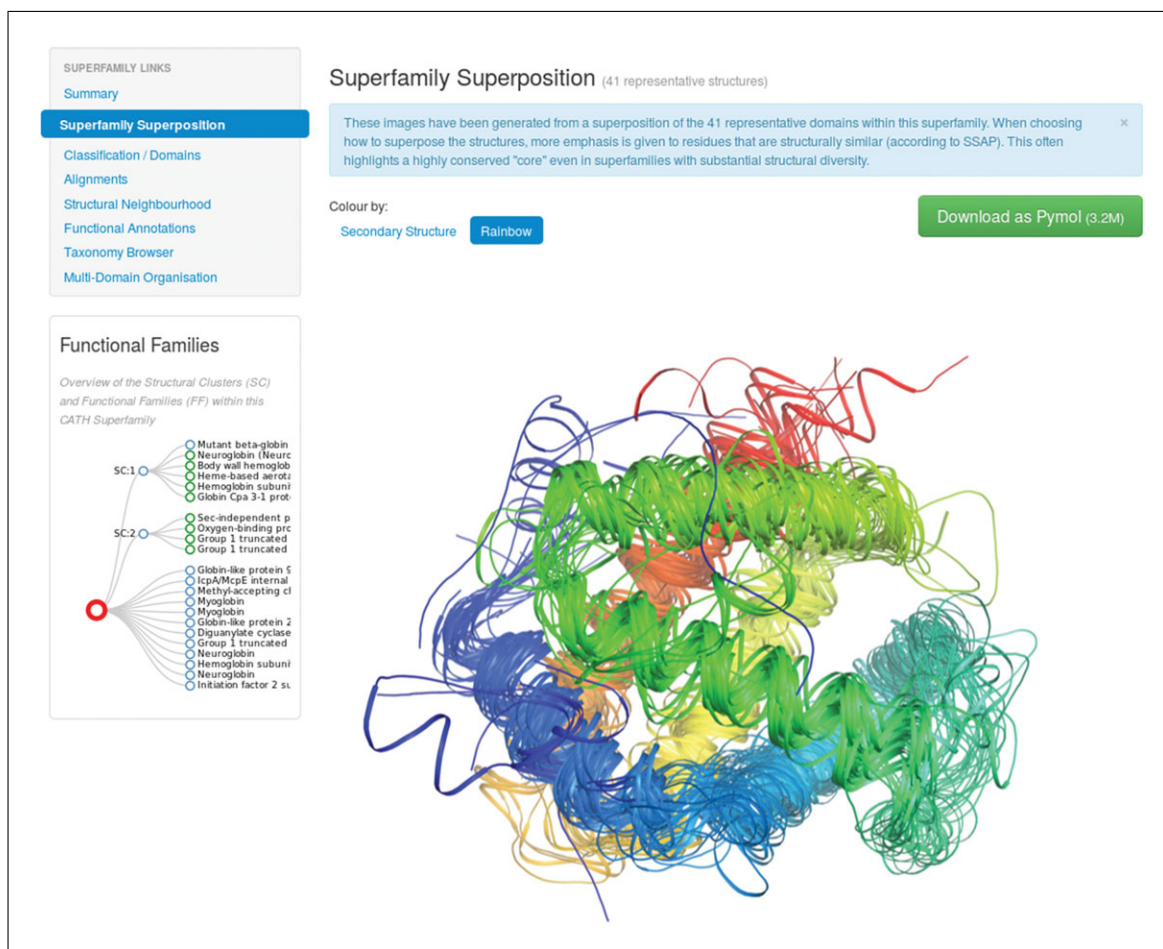 SUPERFAMILY LINKS
Summary
Superfamily Superposition
Classification / Domains
Alignments
Structural Neighbourhood
Functional Annotations
Taxonomy Browser
Multi-Domain Organisation
Functional Families
Overview of the Structural Clusters (SC)
and Functional Families (FF) within this
CATH Superfamily
SC:1
Mutant beta-globin
Neuroglobin (Neuro
Body wall hemoglob
Heme-based aerota
Hemoglobin subuni
Globin Cpa 3-1 prot
SC:2
Sec-independent p
Oxygen-binding pro
Group 1 truncated
Group 1 truncated
Globin-like protein 9
IcpA/McpE internal
Methyl-accepting cl
Myoglobin
Myoglobin
Globin-like protein 2
Diguanylate cyclase
Group 1 truncated
Neuroglobin
Hemoglobin subuni
Neuroglobin
Initiation factor 2 su
Superfamily Superposition (41 representative structures)
These images have been generated from a superposition of the 41 representative domains within this superfamily. When choosing ×
how to superpose the structures, more emphasis is given to residues that are structurally similar (according to SSAP). This often
highlights a highly conserved "core" even in superfamilies with substantial structural diversity.
Colour by:
Secondary Structure Rainbow
Download as Pymol (3.2M)